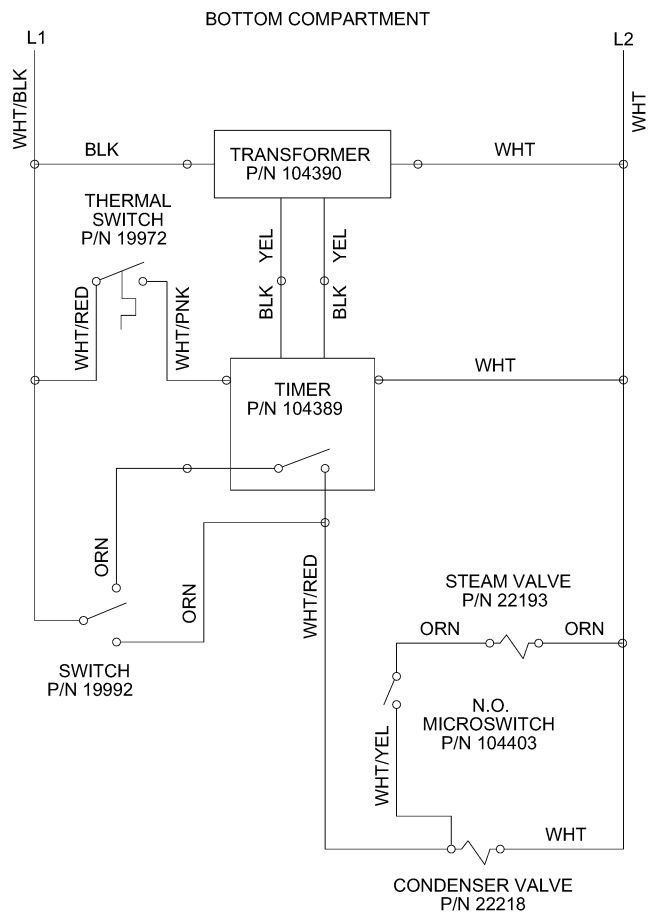 BOTTOM COMPARTMENT
L1
L2
WHT/BLK
WHT
BLK
TRANSFORMER
P/N 104390
WHT
THERMAL
SWITCH
P/N 19972
YEL
YEL
BLK
BLK
WHT/RED
WHT/PNK
TIMER
P/N 104389
WHT
ORN
ORN
WHT/RED
SWITCH
P/N 19992
STEAM VALVE
P/N 22193
ORN
ORN
N.O.
MICROSWITCH
P/N 104403
WHT/YEL
WHT
CONDENSER VALVE
P/N 22218